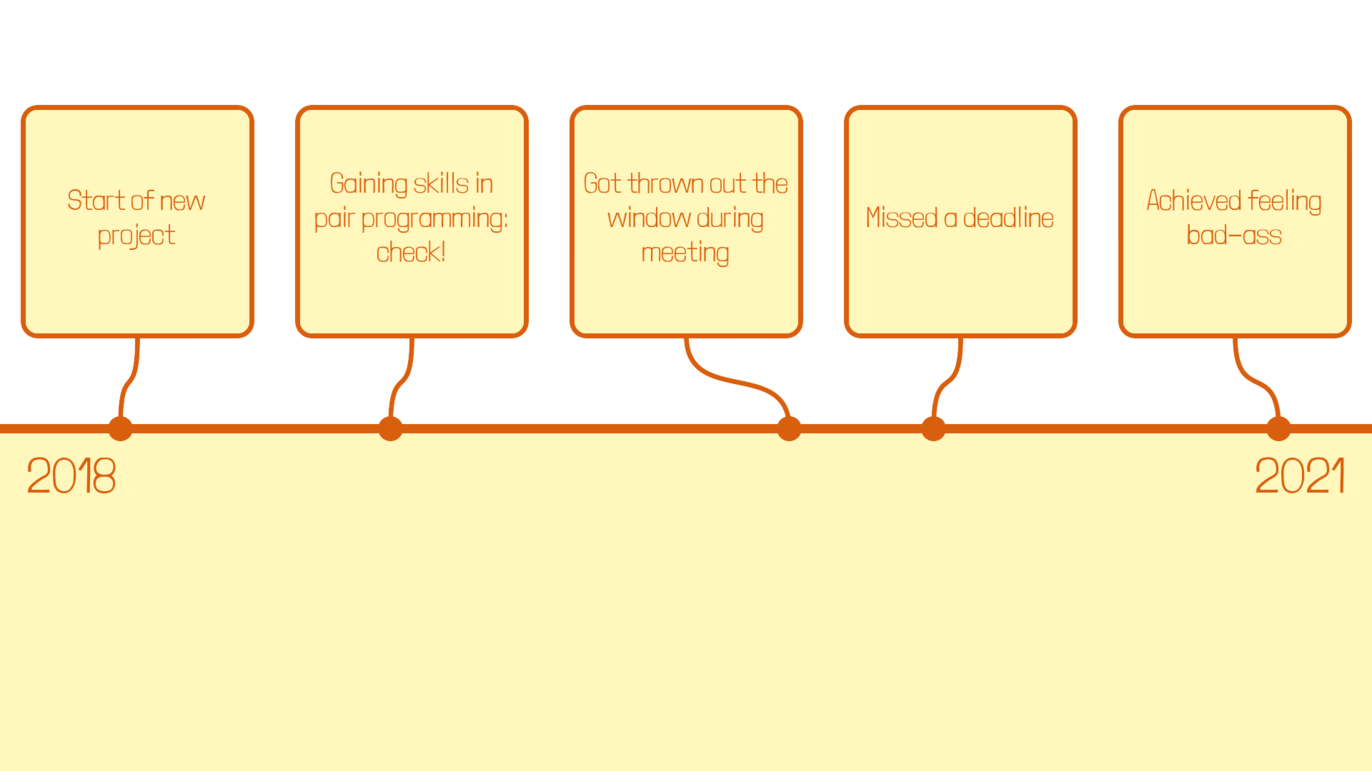 Start of new
project
Gaining skills in
pair programming:
check!
Got thrown out the
window during
meeting
Missed a deadline
Achieved feeling
bad-ass
2018
2021